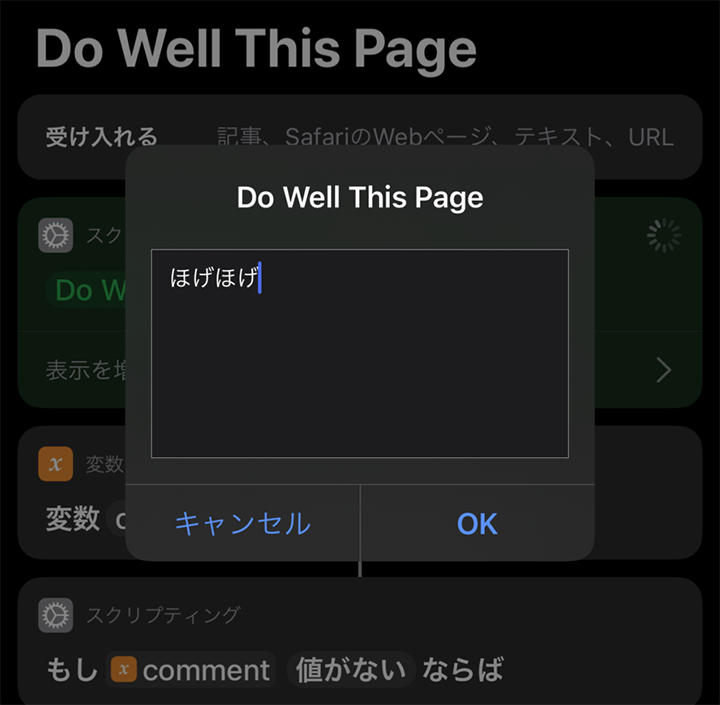 Do Well This Page
受け入れる 記事、SafariのWebページ、テキスト、URL
Do Well This Page
スク
ほげほげ
Do W
表示を増
変数
変数
キャンセル OK
スクリプティング
もし comment 値がない ならば